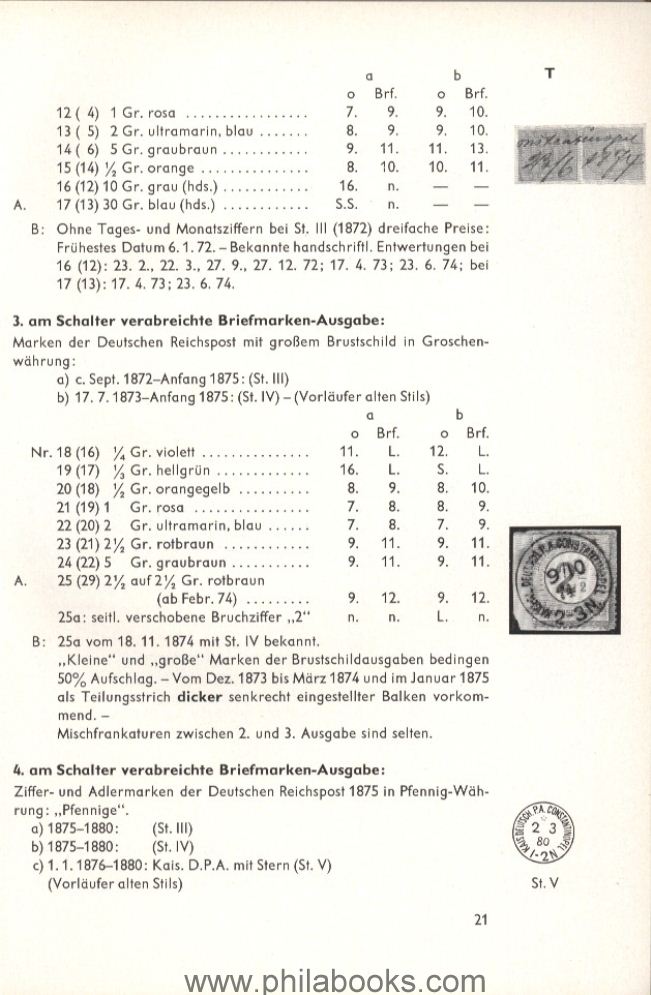 T
a b
o Brf. o Brf.
12 ( 4) 1 Gr. rosa ................. 7. 9. 9. 10.
13 ( 5) 2 Gr. ultramarin, blau ....... 8. 9. 9. 10.
14 ( 6) 5 Gr. graubraun ............ 9. 11. 11. 13.
15 (14) ½ Gr. orange ............... 8. 10. 10. 11.
16 (12) 10 Gr. grau (hds.) ............ 16. n. — —
A. 17 (13) 30 Gr. blau (hds.) ............ S.S. n. — —
B: Ohne Tages- und Monatsziffern bei St. III (1872) dreifache Preise:
Frühestes Datum 6. 1. 72. – Bekannte handschriftl. Entwertungen bei
16 (12): 23. 2., 22. 3., 27. 9., 27. 12. 72; 17. 4. 73; 23. 6. 74; bei
17 (13): 17. 4. 73; 23. 6. 74.
3. am Schalter verabreichte Briefmarken-Ausgabe:
Marken der Deutschen Reichspost mit großem Brustschild in Groschen-
währung:
a) c. Sept. 1872–Anfang 1875: (St. III)
b) 17. 7. 1873–Anfang 1875: (St. IV) – (Vorläufer alten Stils)
a b
o Brf. o Brf.
Nr. 18 (16) ¼ Gr. violett ............... 11. L. 12. L.
19 (17) ⅓ Gr. hellgrün ............. 16. L. S. L.
20 (18) ½ Gr. orangegelb .......... 8. 9. 8. 10.
21 (19) 1 Gr. rosa ................ 7. 8. 8. 9.
22 (20) 2 Gr. ultramarin, blau ...... 7. 8. 7. 9.
23 (21) 2½ Gr. rotbraun ............ 9. 11. 9. 11.
24 (22) 5 Gr. graubraun ............ 9. 11. 9. 11.
A. 25 (29) 2½ auf 2½ Gr. rotbraun
(ab Febr. 74) ......... 9. 12. 9. 12.
25a: seitl. verschobene Bruchziffer „2“ n. n. L. n.
B: 25a vom 18. 11. 1874 mit St. IV bekannt.
„Kleine“ und „große“ Marken der Brustschildausgaben bedingen
50% Aufschlag. – Vom Dez. 1873 bis März 1874 und im Januar 1875
als Teilungsstrich dicker senkrecht eingestellter Balken vorkom-
mend. –
Mischfrankaturen zwischen 2. und 3. Ausgabe sind selten.
4. am Schalter verabreichte Briefmarken-Ausgabe:
Ziffer- und Adlermarken der Deutschen Reichspost 1875 in Pfennig-Wäh-
rung: „Pfennige“.
a) 1875–1880: (St. III)
b) 1875–1880: (St. IV)
c) 1. 1. 1876–1880: Kais. D.P.A. mit Stern (St. V)
(Vorläufer alten Stils)
KAIS. DEUTSCH. P.A. CONSTANTINOPEL
2 3
80
1-2N
St. V
21
www.philabooks.com